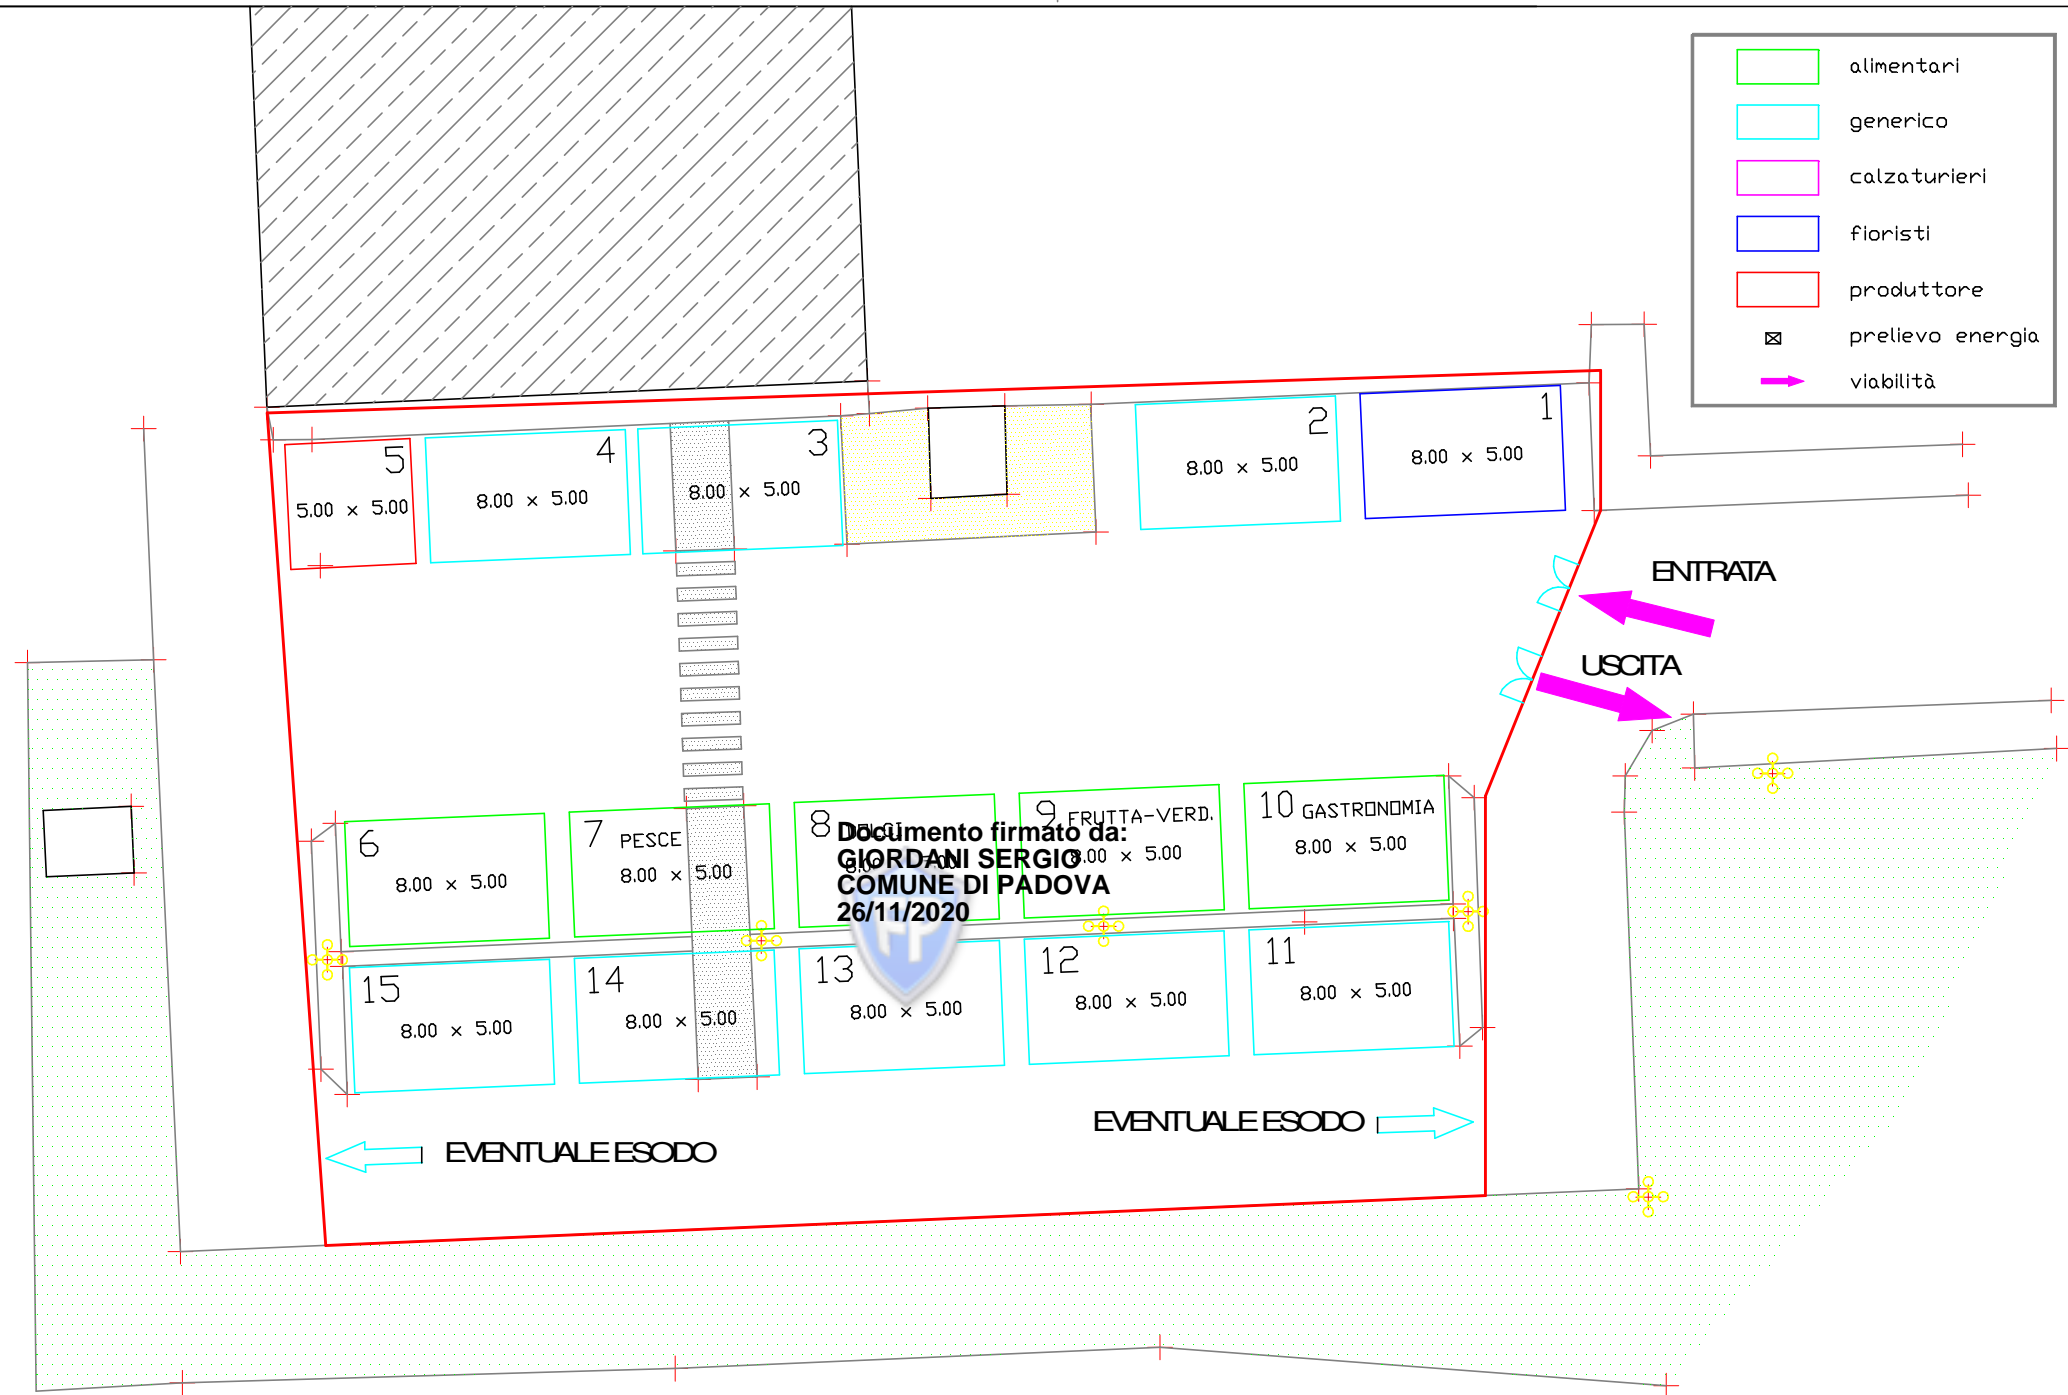 alimentari
generico
calzaturieri
fioristi
produttore
prelievo energia
viabilità
5
5.00 x 5.00
4
8.00 x 5.00
3
8.00 x 5.00
2
8.00 x 5.00
1
8.00 x 5.00
ENTRATA
USCITA
6
8.00 x 5.00
7 PESCE
8.00 x 5.00
8
9 FRUTTA-VERD.
8.00 x 5.00
10 GASTRONOMIA
8.00 x 5.00
Documento firmato da:
GIORDANI SERGIO
COMUNE DI PADOVA
26/11/2020
FP
15
8.00 x 5.00
14
8.00 x 5.00
13
8.00 x 5.00
12
8.00 x 5.00
11
8.00 x 5.00
EVENTUALE ESODO
EVENTUALE ESODO